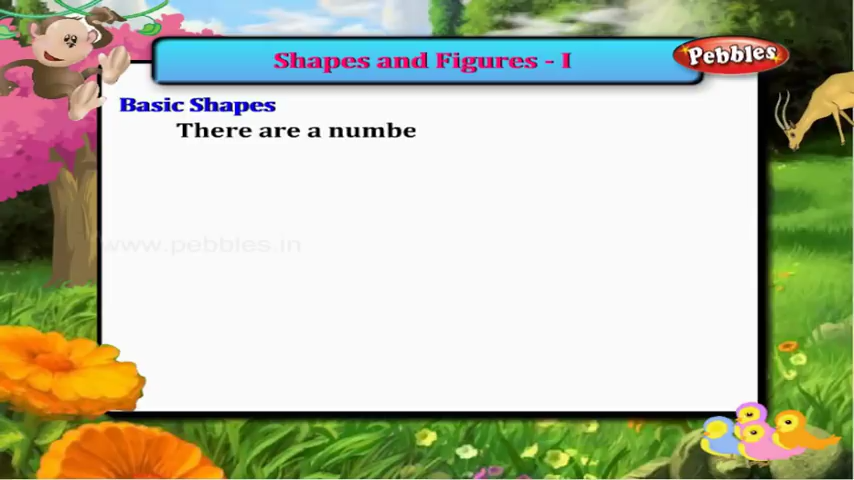 Shapes and Figures - I
Pebbles
Basic Shapes
There are a numbe
www.pebbles.in